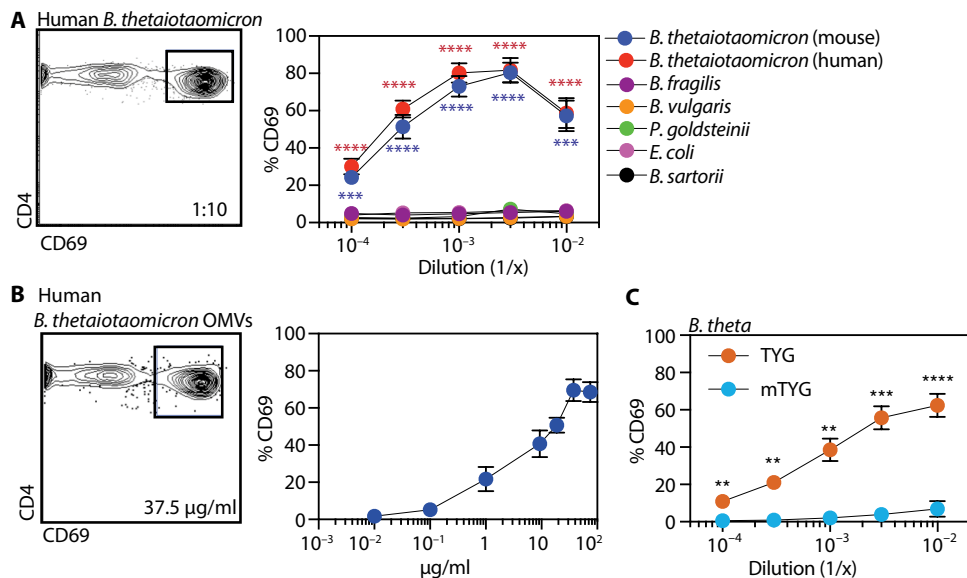 A Human B. thetaiotaomicron
CD4
1:10
CD69
% CD69
100
80
60
40
20
0
****
****
****
****
****
***
****
****
****
***
10⁻⁴
10⁻³
10⁻²
Dilution (1/x)
B. thetaiotaomicron (mouse)
B. thetaiotaomicron (human)
B. fragilis
B. vulgaris
P. goldsteinii
E. coli
B. sartorii
B Human
B. thetaiotaomicron OMVs
CD4
37.5 µg/ml
CD69
% CD69
100
80
60
40
20
0
10⁻³
10⁻²
10⁻¹
1
10
10²
µg/ml
C
B. theta
TYG
mTYG
% CD69
100
80
60
40
20
0
**
**
**
***
****
10⁻⁴
10⁻³
10⁻²
Dilution (1/x)